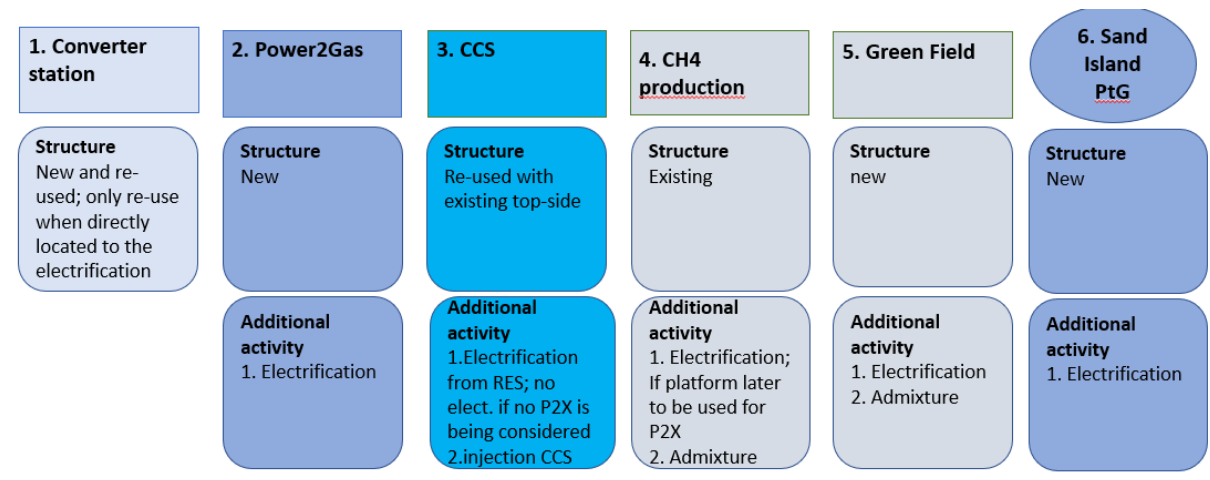 1. Converter
station
Structure
New and re-
used; only re-use
when directly
located to the
electrification
2. Power2Gas
Structure
New
Additional
activity
1. Electrification
3. CCS
Structure
Re-used with
existing top-side
Additional
activity
1.Electrification
from RES; no
elect. if no P2X is
being considered
2.injection CCS
4. CH4
production
Structure
Existing
Additional
activity
1. Electrification;
If platform later
to be used for
P2X
2. Admixture
5. Green Field
Structure
new
Additional
activity
1. Electrification
2. Admixture
6. Sand
Island
PtG
Structure
New
Additional
activity
1. Electrification